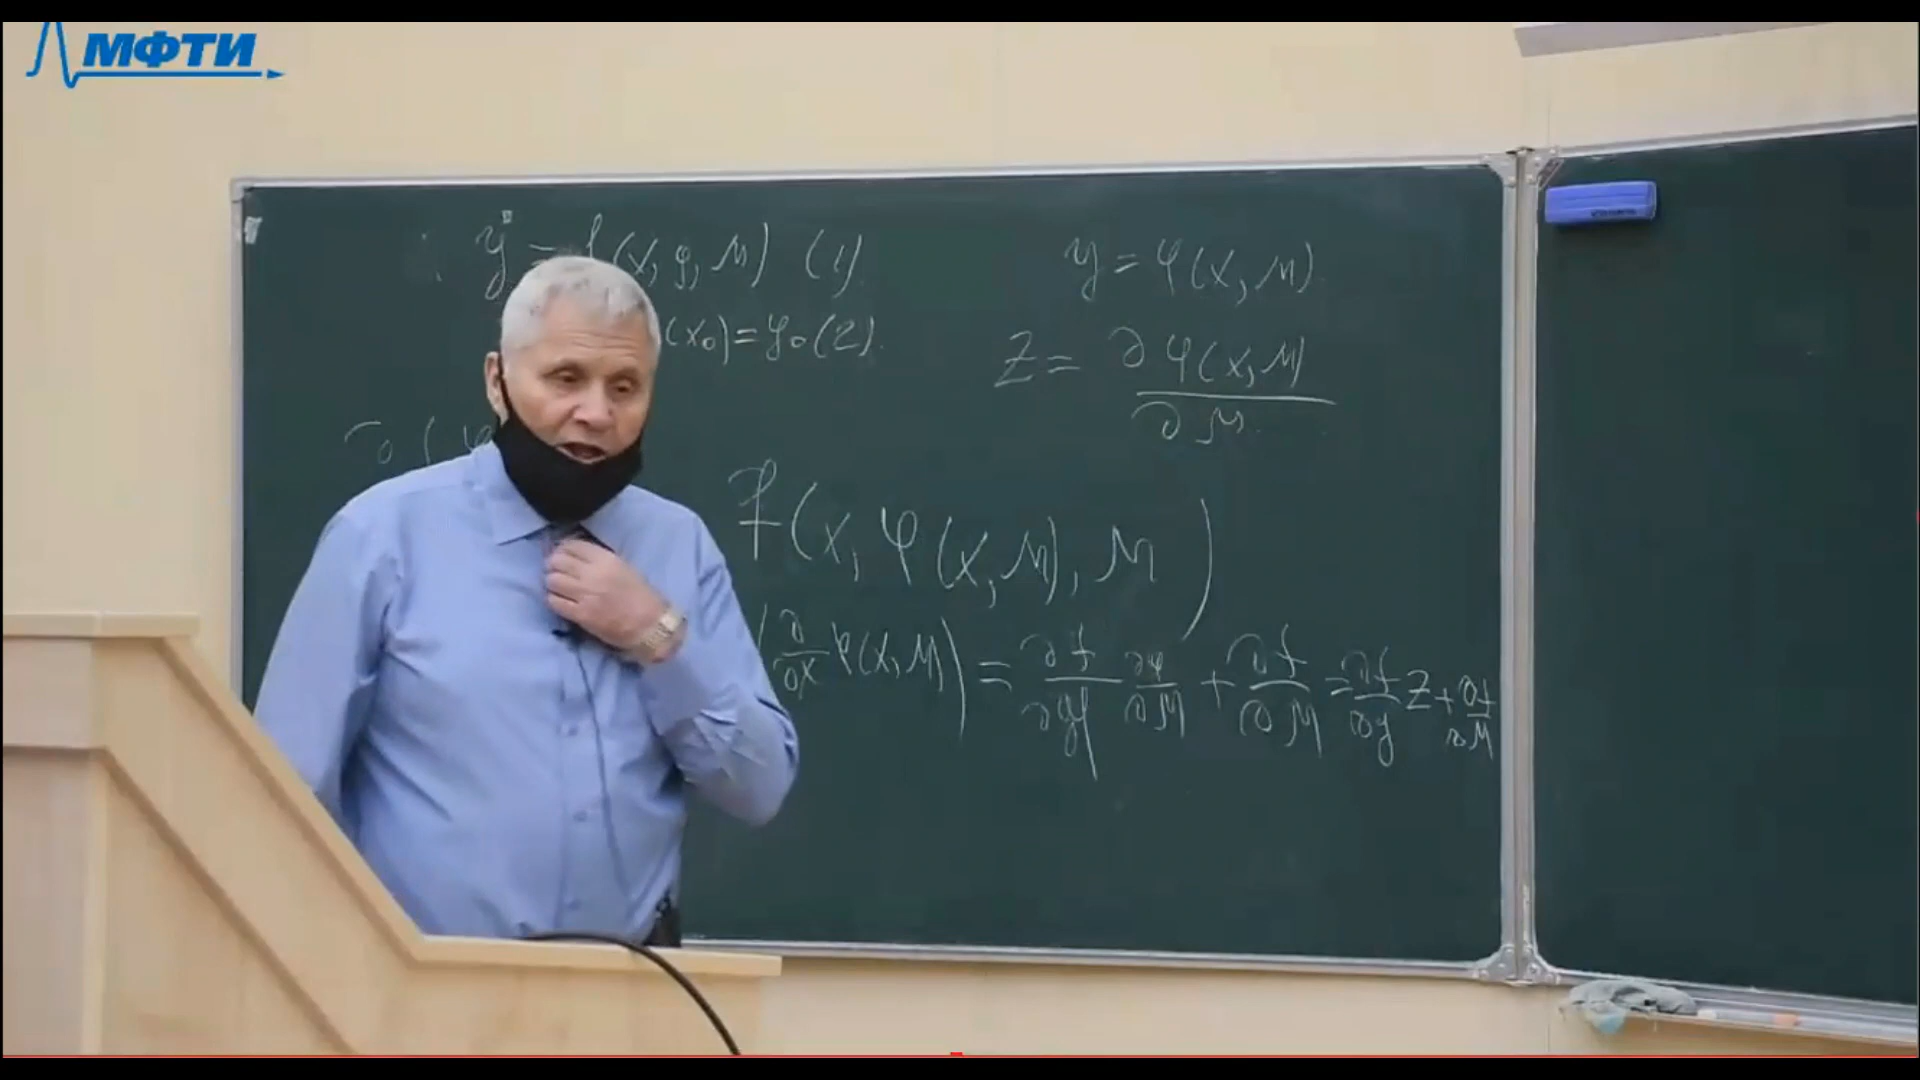 МФТИ
ẏ = f(x, y, μ) (1)
(x₀) = y₀ (2).
y = φ(x, μ)
z = ∂φ(x, μ) / ∂μ
f(x, φ(x, μ), μ)
(∂/∂x φ(x, μ)) = ∂f/∂y ∂φ/∂μ + ∂f/∂μ = ∂f/∂y z + ∂f/∂μ